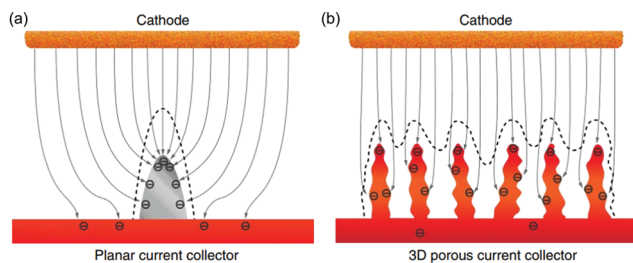 (a)
Cathode
Planar current collector
(b)
Cathode
3D porous current collector